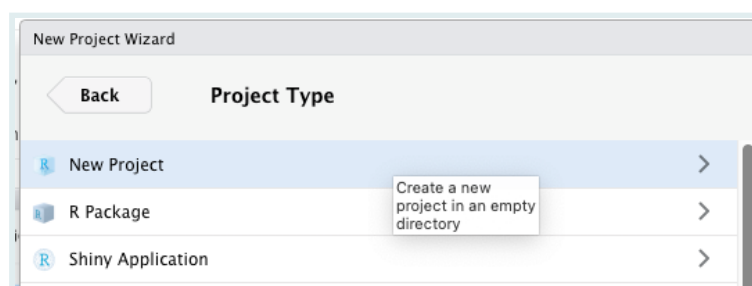 New Project Wizard
Back
Project Type
New Project
Create a new
project in an empty
directory
R Package
Shiny Application